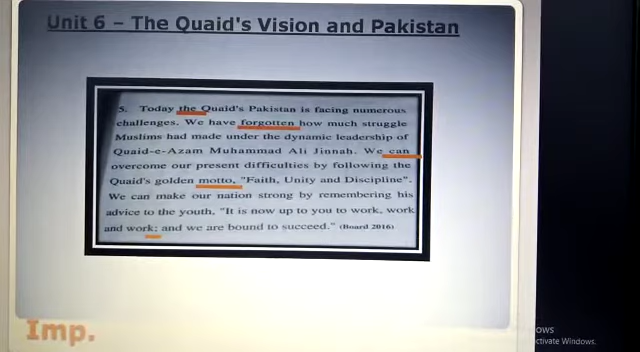 Unit 6 – The Quaid's Vision and Pakistan
5. Today the Quaid's Pakistan is facing numerous
challenges. We have forgotten how much struggle
Muslims had made under the dynamic leadership of
Quaid-e-Azam Muhammad Ali Jinnah. We can
overcome our present difficulties by following the
Quaid's golden motto, "Faith, Unity and Discipline".
We can make our nation strong by remembering his
advice to the youth, "It is now up to you to work, work
and work; and we are bound to succeed." (Board 2016)
Imp.
ctivate Windows.